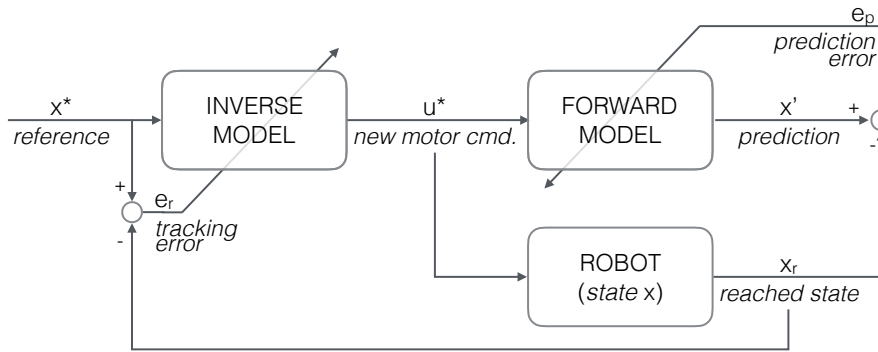 eₚ
prediction
error
x*
reference
INVERSE
MODEL
u*
new motor cmd.
FORWARD
MODEL
x'
prediction
+
-
+
eᵣ
tracking
error
-
ROBOT
(state x)
xᵣ
reached state